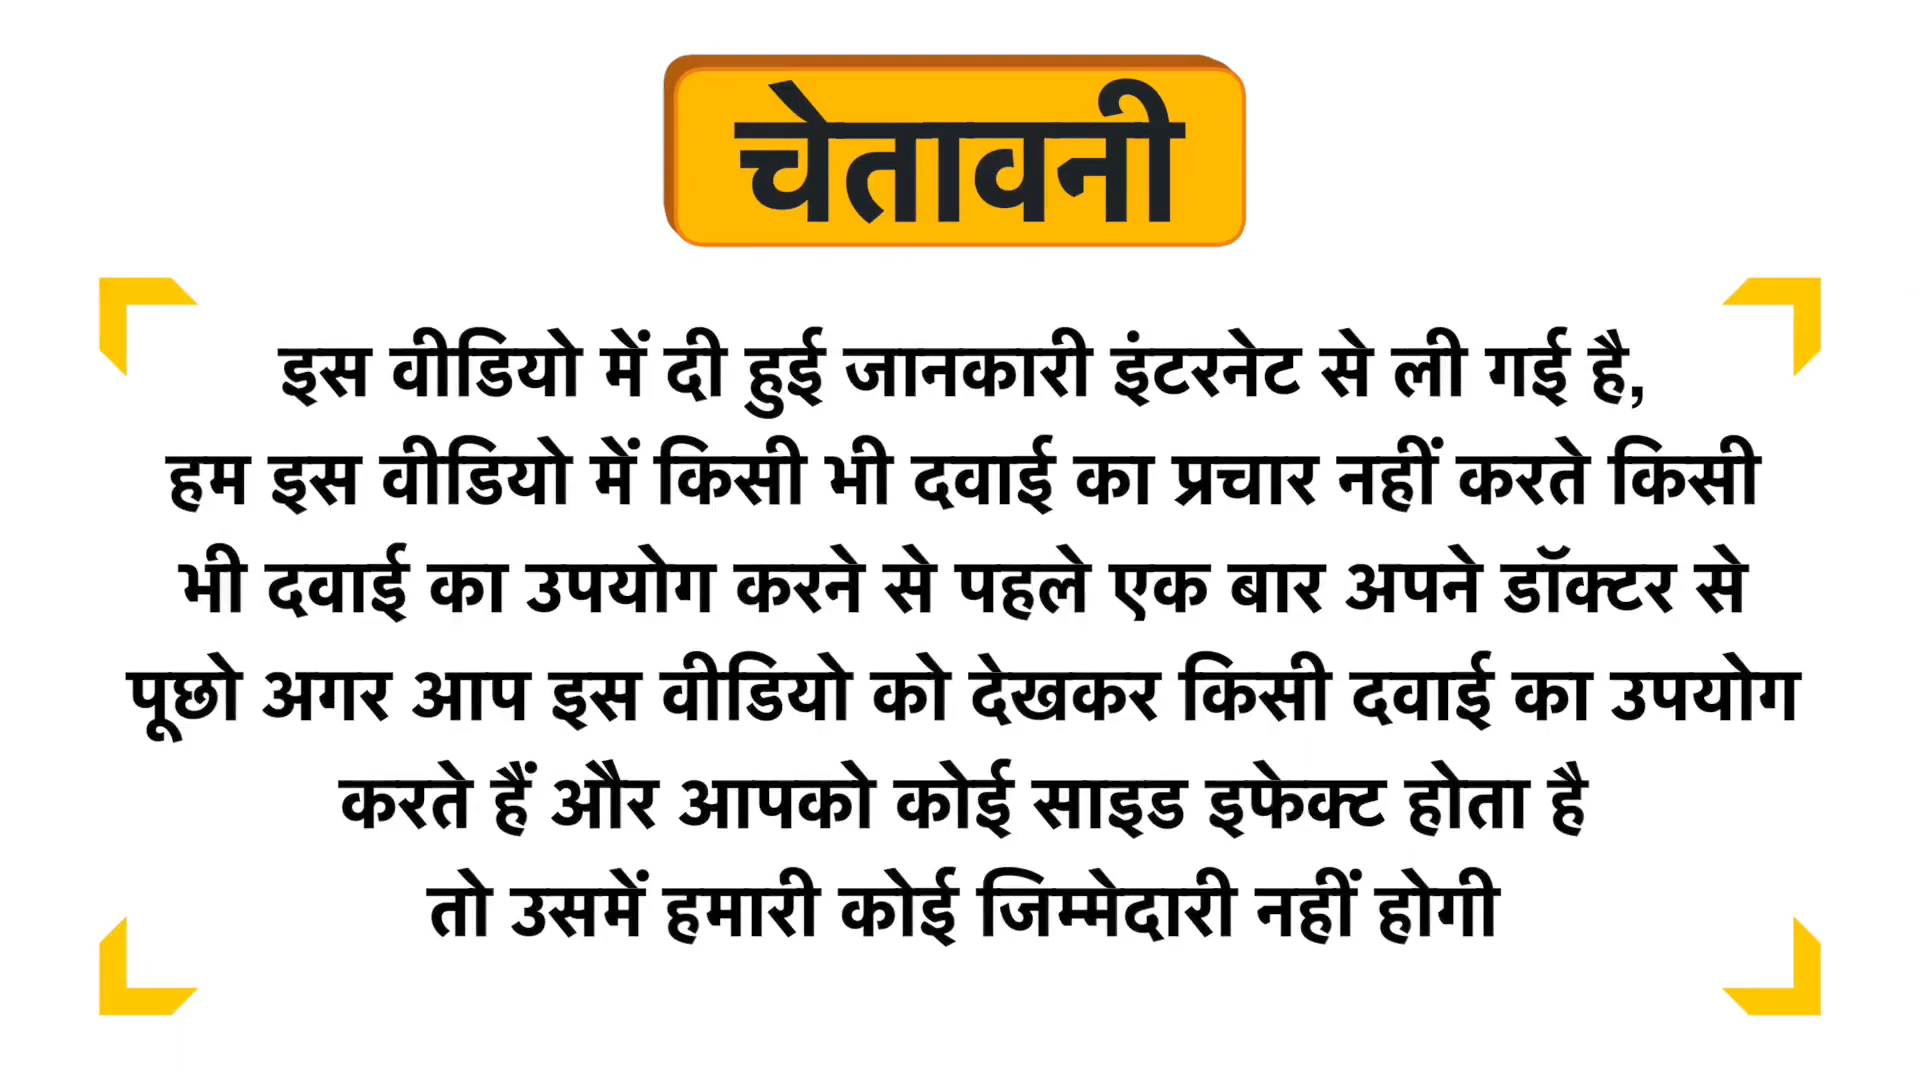 चेतावनी
इस वीडियो में दी हुई जानकारी इंटरनेट से ली गई है,
हम इस वीडियो में किसी भी दवाई का प्रचार नहीं करते किसी
भी दवाई का उपयोग करने से पहले एक बार अपने डॉक्टर से
पूछो अगर आप इस वीडियो को देखकर किसी दवाई का उपयोग
करते हैं और आपको कोई साइड इफेक्ट होता है
तो उसमें हमारी कोई जिम्मेदारी नहीं होगी